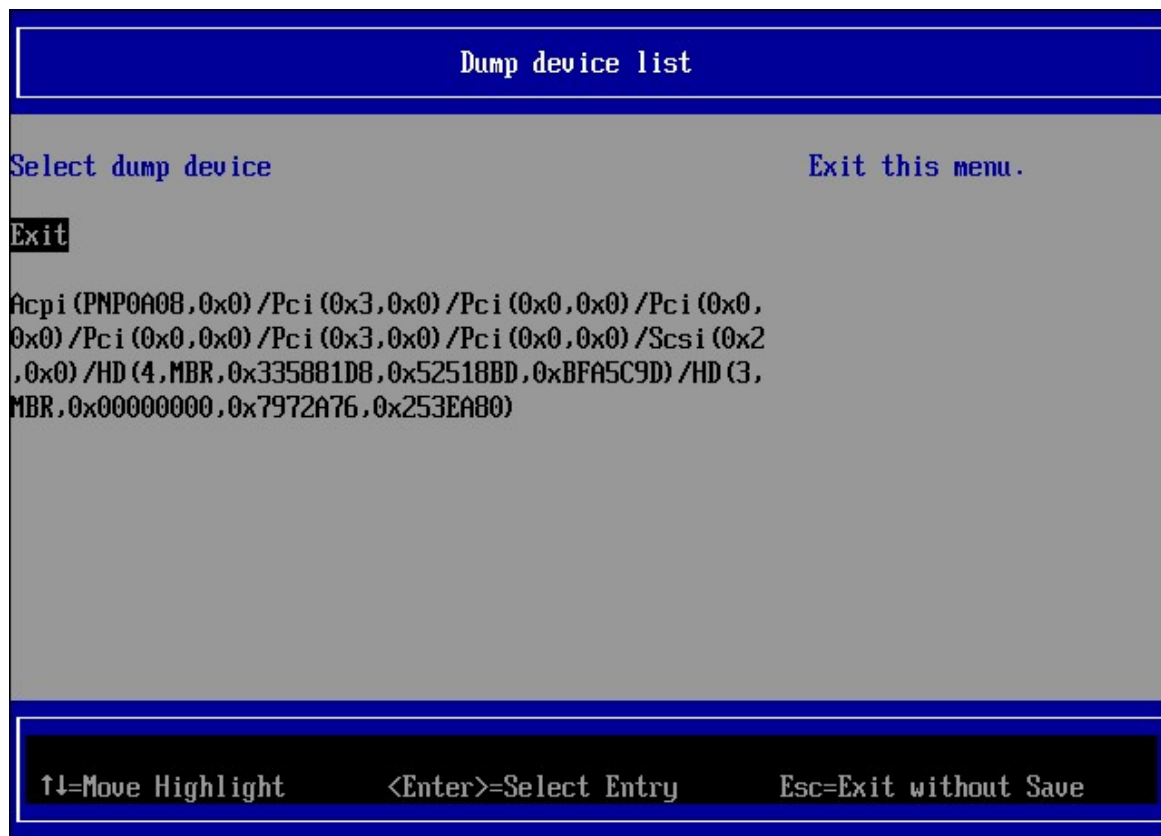 Dump device list
Select dump device
Exit this menu.
Exit
Acpi(PNP0A08,0x0)/Pci(0x3,0x0)/Pci(0x0,0x0)/Pci(0x0,
0x0)/Pci(0x0,0x0)/Pci(0x3,0x0)/Pci(0x0,0x0)/Scsi(0x2
,0x0)/HD(4,MBR,0x335881D8,0x52518BD,0xBFA5C9D)/HD(3,
MBR,0x00000000,0x7972A76,0x253EA80)
↑↓=Move Highlight <Enter>=Select Entry Esc=Exit without Save